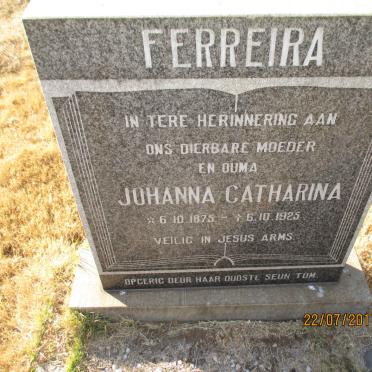 FERREIRA
IN TERE HERINNERING AAN
ONS DIERBARE MOEDER
EN OUMA
JOHANNA CATHARINA
☆ 6.10.1875 - ✝ 6.10.1925
VEILIG IN JESUS ARMS.
OPGERIG DEUR HAAR OUDSTE SEUN TOM.
22/07/201